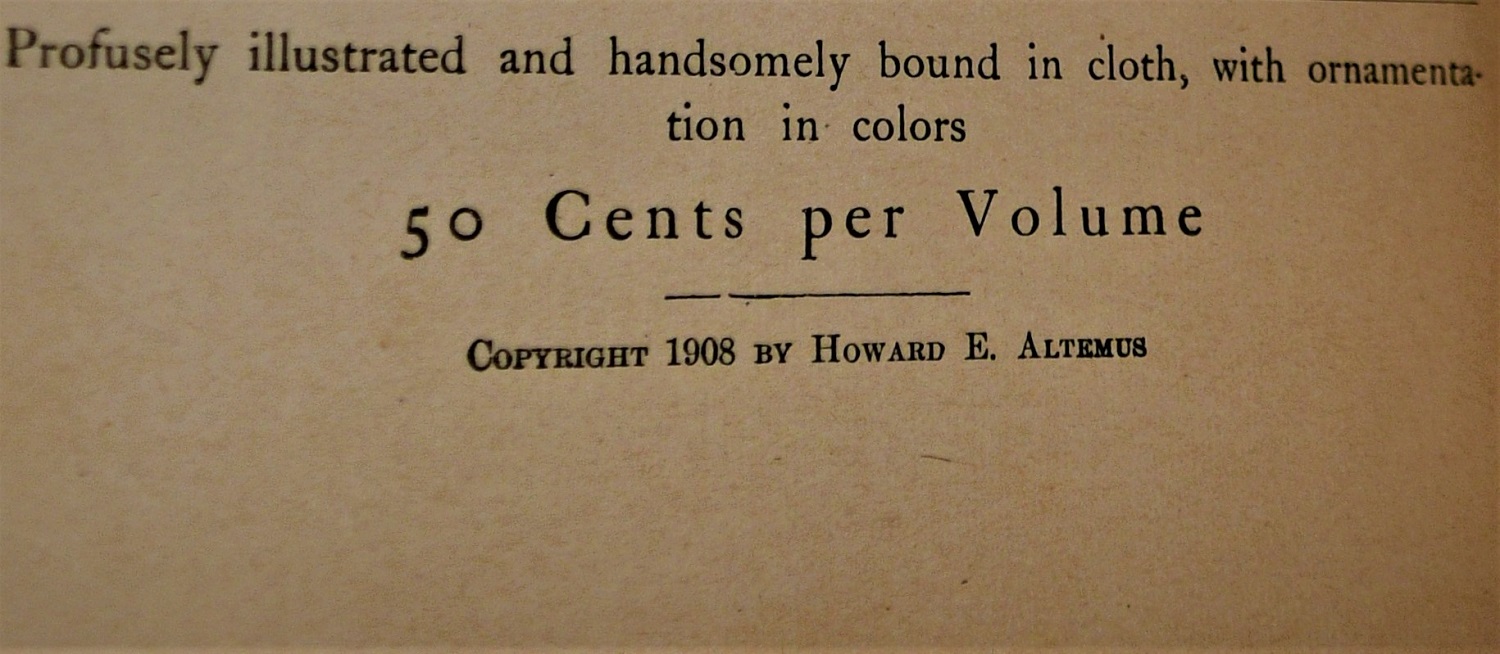 Profusely illustrated and handsomely bound in cloth, with ornamenta-
tion in colors
50 Cents per Volume
COPYRIGHT 1908 BY HOWARD E. ALTEMUS